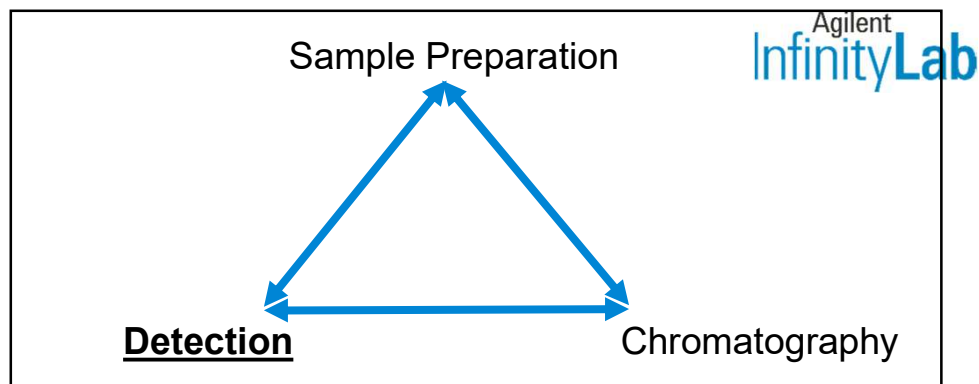 Agilent
InfinityLab
Sample Preparation
Detection
Chromatography